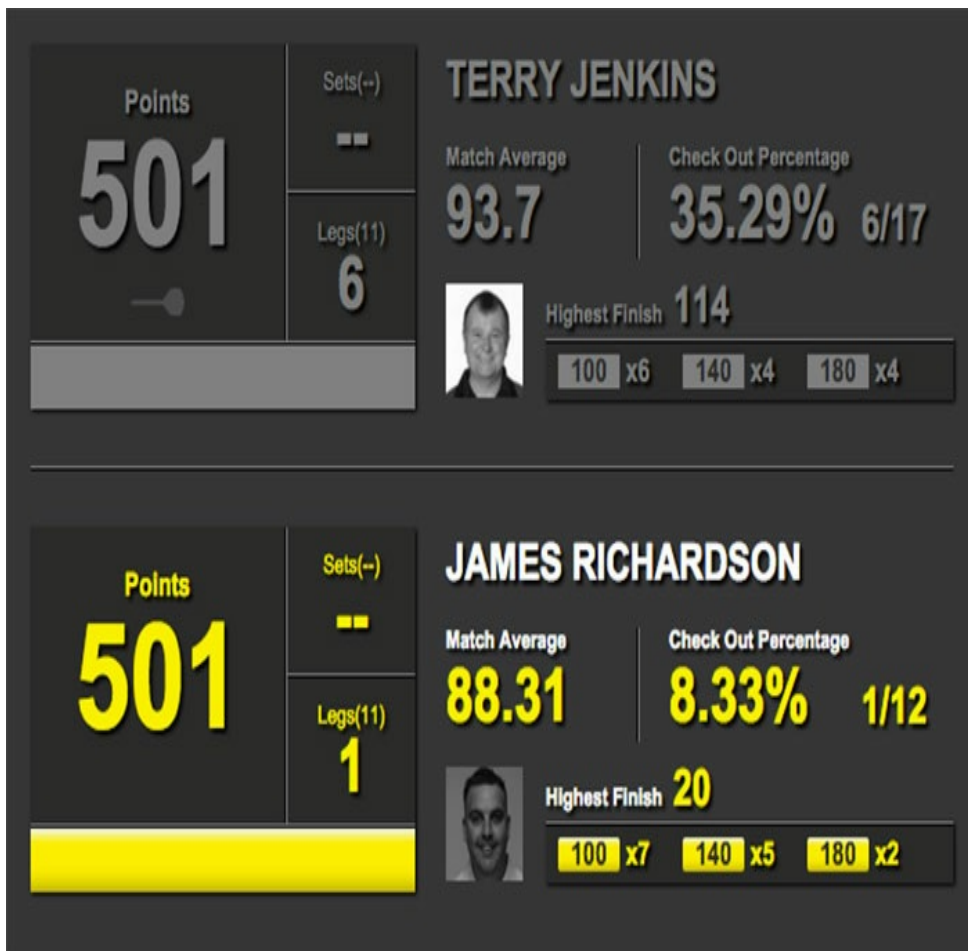 TERRY JENKINS
Points
501
Sets(--)
--
Legs(11)
6
Match Average
93.7
Check Out Percentage
35.29% 6/17
Highest Finish 114
100 x6 140 x4 180 x4
JAMES RICHARDSON
Points
501
Sets(--)
--
Legs(11)
1
Match Average
88.31
Check Out Percentage
8.33% 1/12
Highest Finish 20
100 x7 140 x5 180 x2